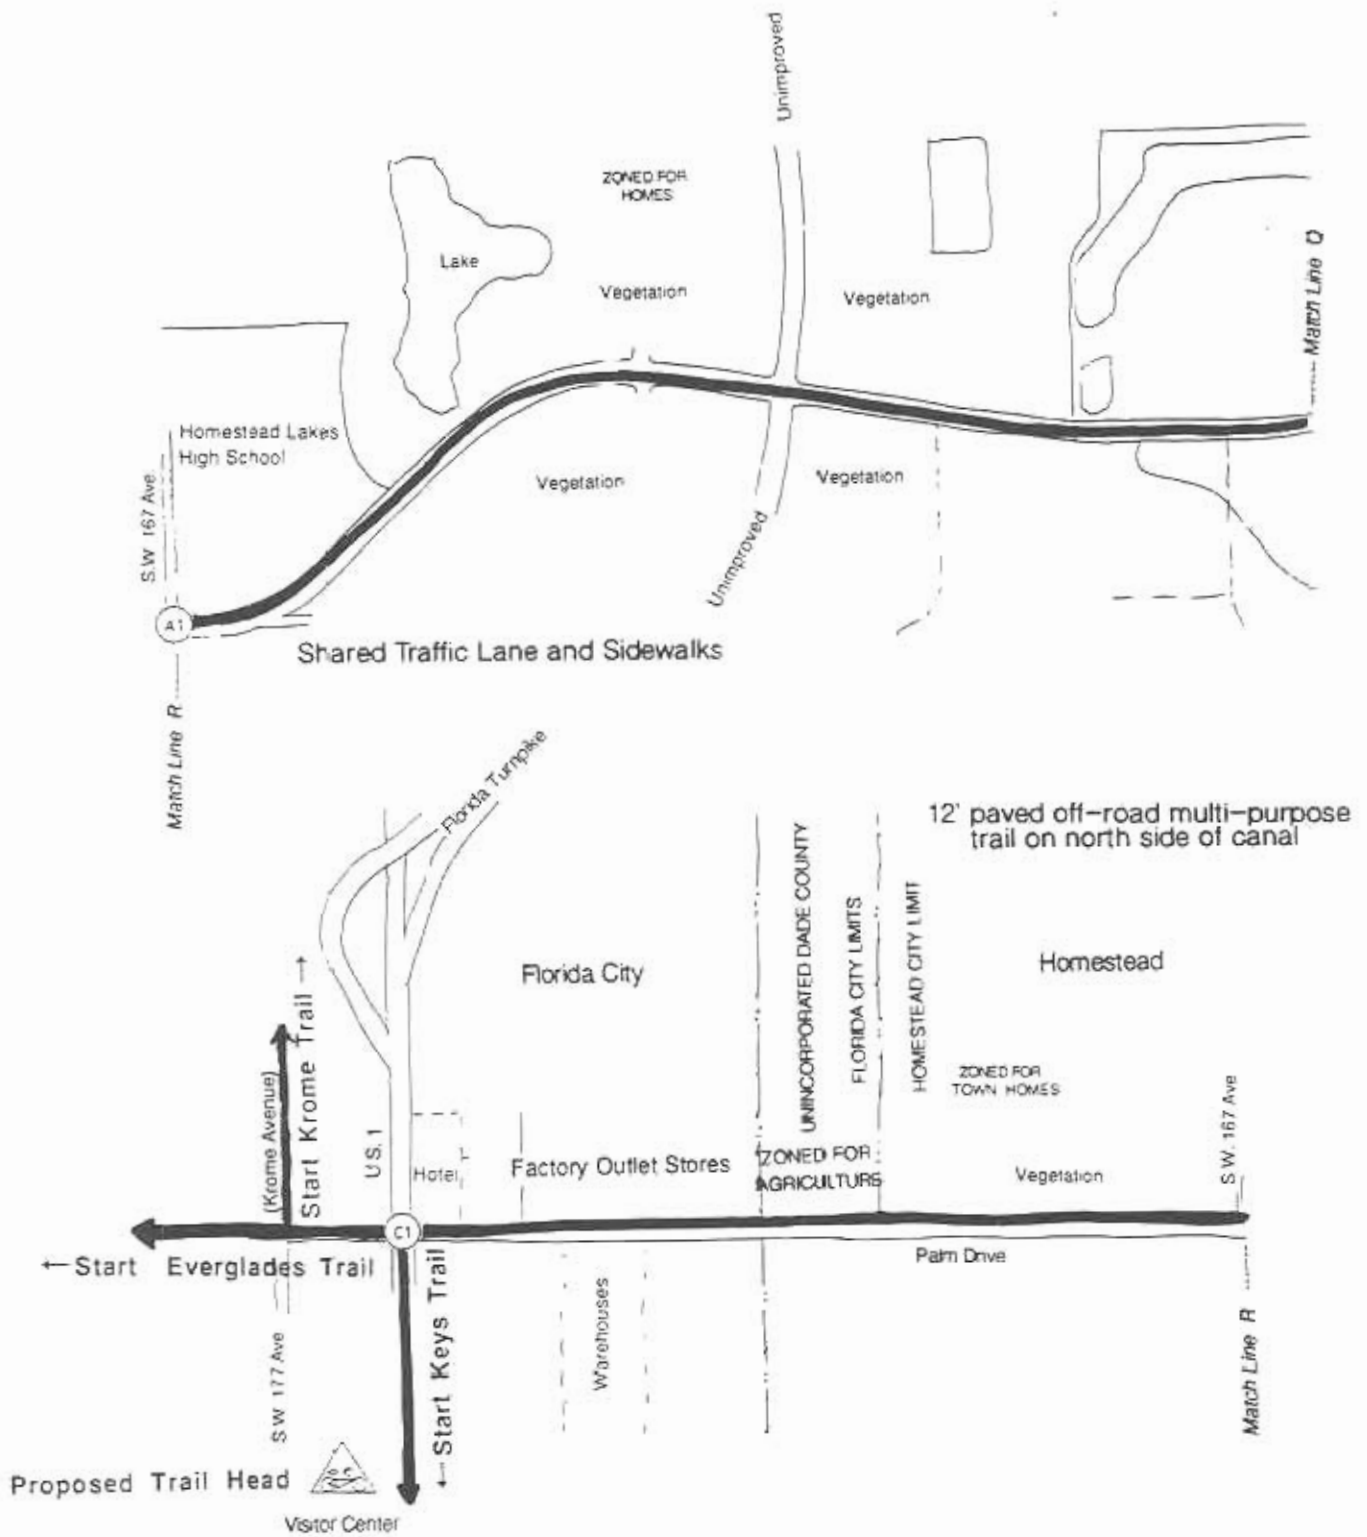 Unimproved
ZONED FOR
HOMES
Lake
Vegetation
Vegetation
Match Line Q
Homestead Lakes
High School
S.W. 167 Ave
Vegetation
Vegetation
Unimproved
A1
Shared Traffic Lane and Sidewalks
Match Line R
Florida Turnpike
12' paved off-road multi-purpose
trail on north side of canal
UNINCORPORATED DADE COUNTY
FLORIDA CITY LIMITS
HOMESTEAD CITY LIMIT
Florida City
Homestead
Start Krome Trail →
(Krome Avenue)
ZONED FOR
TOWN HOMES
U.S. 1
Hotel
Factory Outlet Stores
ZONED FOR
AGRICULTURS
Vegetation
S.W. 167 Ave
C1
← Start Everglades Trail
Palm Drive
← Start Keys Trail
Warehouses
S.W 177 Ave
Match Line R
Proposed Trail Head
Visitor Center